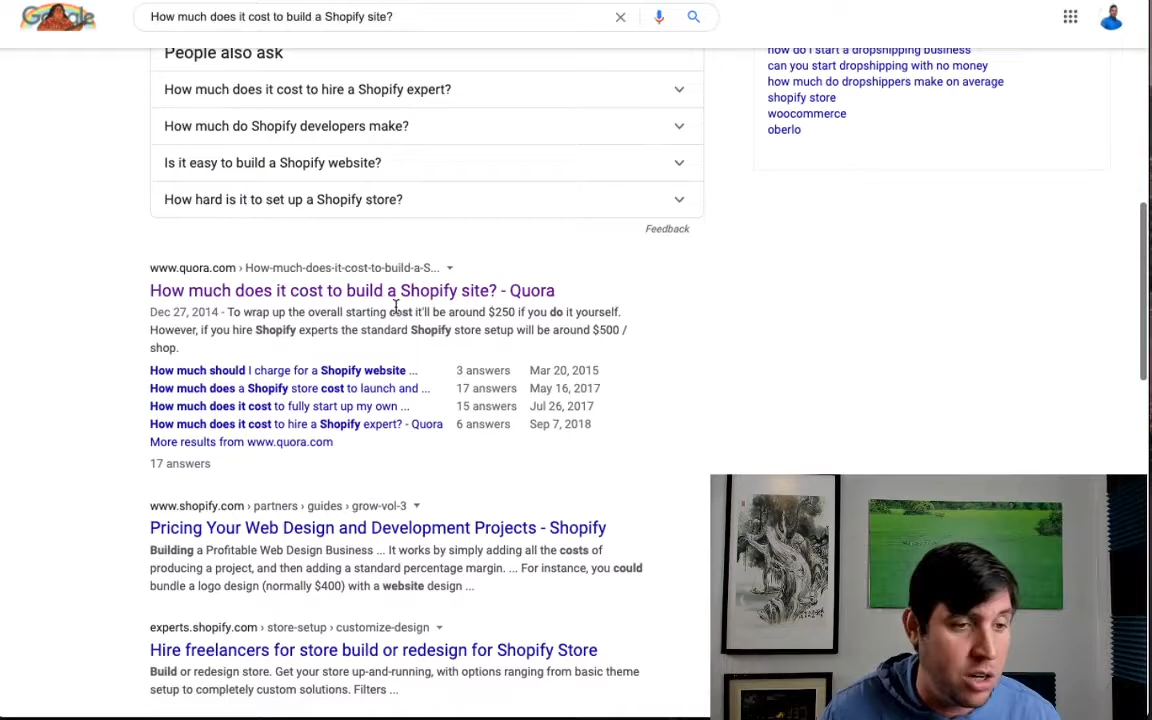 Google
How much does it cost to build a Shopify site?
People also ask
How much does it cost to hire a Shopify expert?
How much do Shopify developers make?
Is it easy to build a Shopify website?
How hard is it to set up a Shopify store?
Feedback
how do i start a dropshipping business
can you start dropshipping with no money
how much do dropshippers make on average
shopify store
woocommerce
oberlo
www.quora.com › How-much-does-it-cost-to-build-a-S...
How much does it cost to build a Shopify site? - Quora
Dec 27, 2014 - To wrap up the overall starting cost it'll be around $250 if you do it yourself.
However, if you hire Shopify experts the standard Shopify store setup will be around $500 /
shop.
How much should I charge for a Shopify website ... 3 answers Mar 20, 2015
How much does a Shopify store cost to launch and ... 17 answers May 16, 2017
How much does it cost to fully start up my own ... 15 answers Jul 26, 2017
How much does it cost to hire a Shopify expert? - Quora 6 answers Sep 7, 2018
More results from www.quora.com
17 answers
www.shopify.com › partners › guides › grow-vol-3
Pricing Your Web Design and Development Projects - Shopify
Building a Profitable Web Design Business ... It works by simply adding all the costs of
producing a project, and then adding a standard percentage margin. ... For instance, you could
bundle a logo design (normally $400) with a website design ...
experts.shopify.com › store-setup › customize-design
Hire freelancers for store build or redesign for Shopify Store
Build or redesign store. Get your store up-and-running, with options ranging from basic theme
setup to completely custom solutions. Filters ...